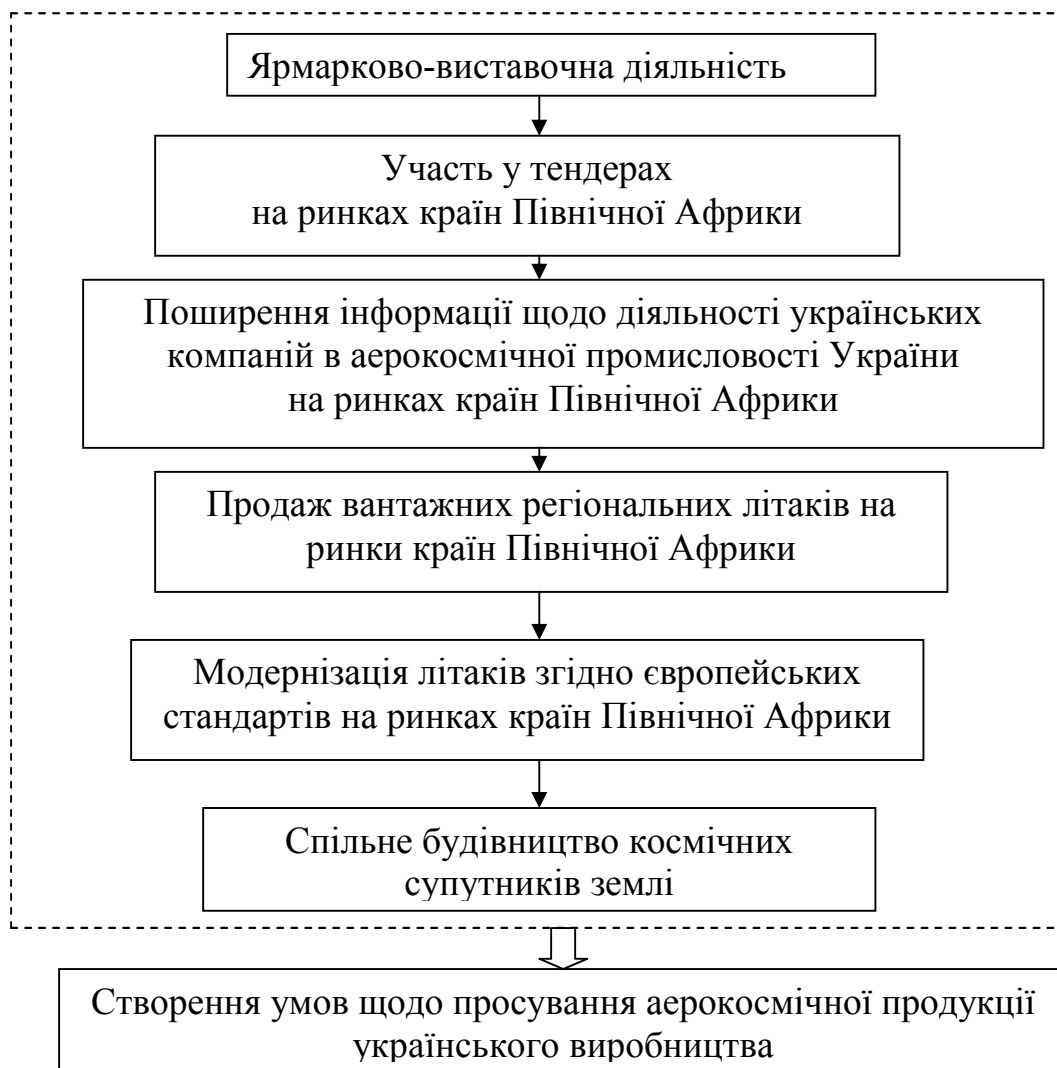 Ярмарково-виставочна діяльність
Участь у тендерах
на ринках країн Північної Африки
Поширення інформації щодо діяльності українських
компаній в аерокосмічної промисловості України
на ринках країн Північної Африки
Продаж вантажних регіональних літаків на
ринки країн Північної Африки
Модернізація літаків згідно європейських
стандартів на ринках країн Північної Африки
Спільне будівництво космічних
супутників землі
Створення умов щодо просування аерокосмічної продукції
українського виробництва